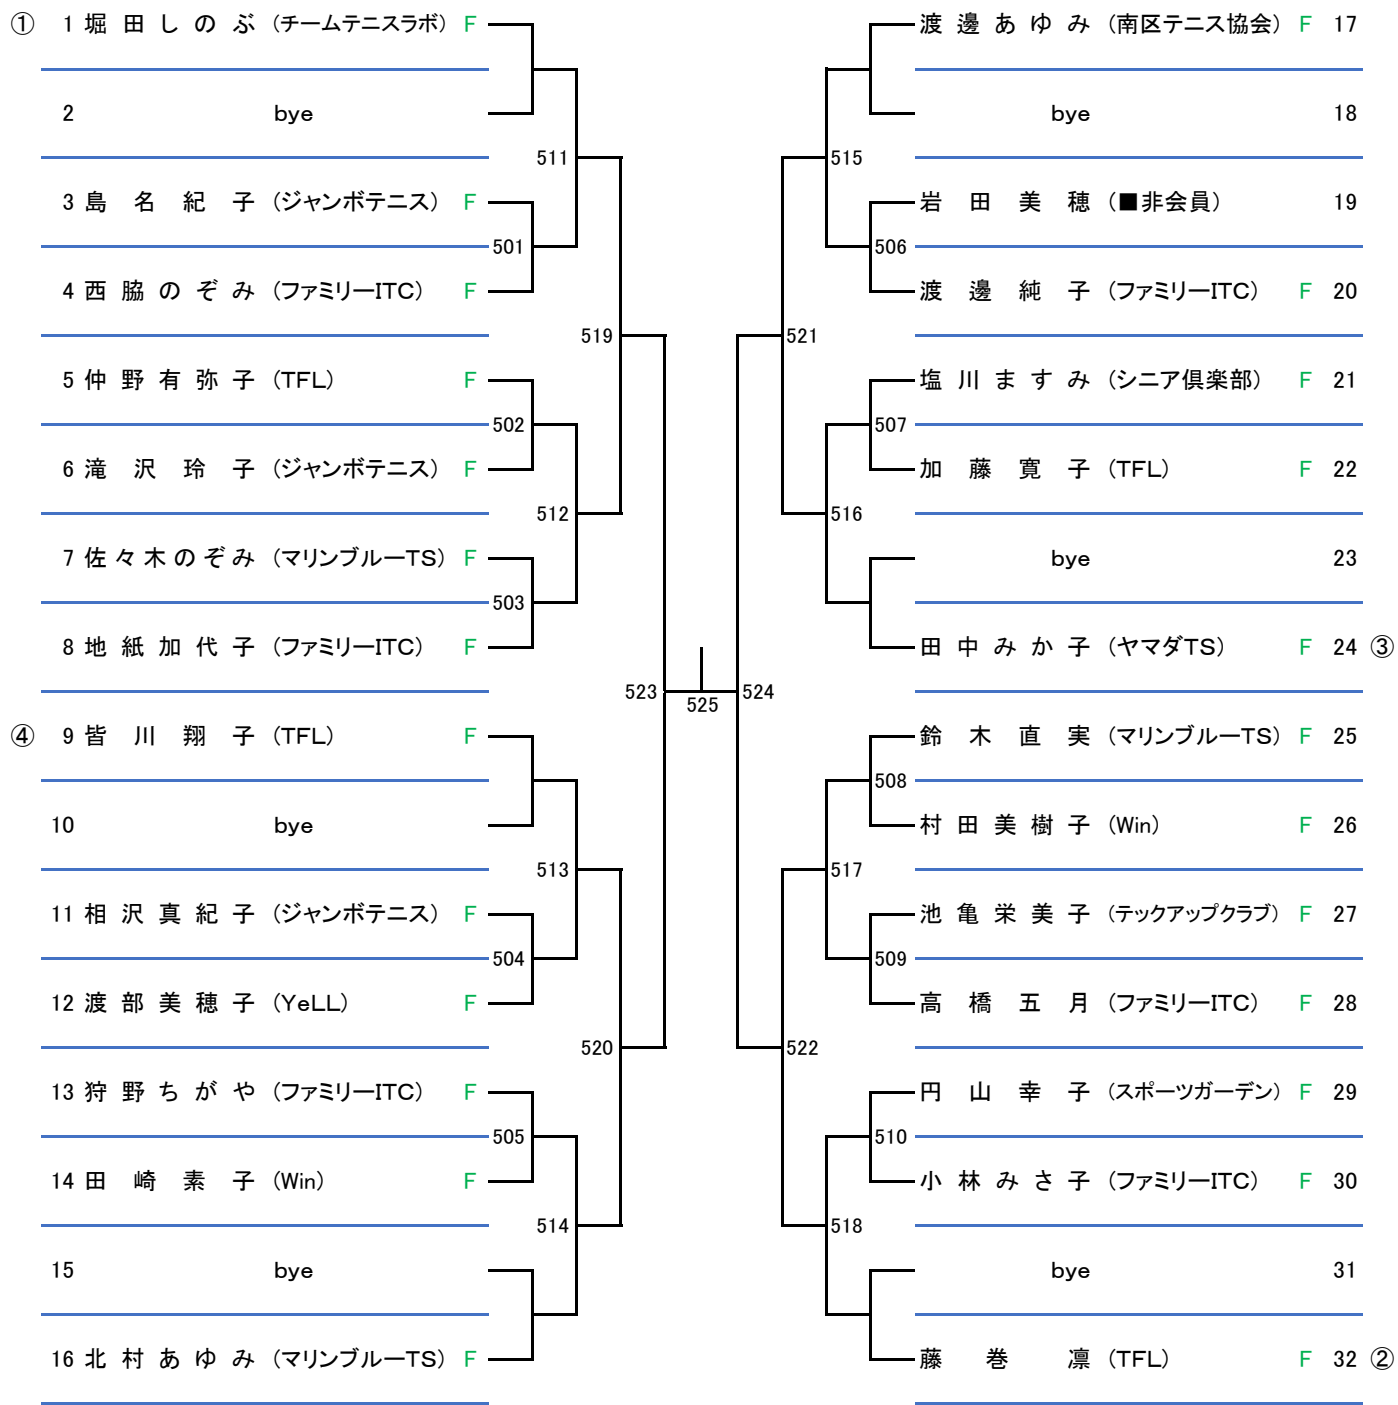 ① 1 堀田しのぶ (チームテニスラボ) F
2 bye
511
3 島名紀子 (ジャンボテニス) F
501
4 西脇のぞみ (ファミリーITC) F
519
5 仲野有弥子 (TFL) F
502
6 滝沢玲子 (ジャンボテニス) F
512
7 佐々木のぞみ (マリンブルーTS) F
503
8 地紙加代子 (ファミリーITC) F
523
④ 9 皆川翔子 (TFL) F
10 bye
513
11 相沢真紀子 (ジャンボテニス) F
504
12 渡部美穂子 (YeLL) F
520
13 狩野ちがや (ファミリーITC) F
505
14 田崎素子 (Win) F
514
15 bye
16 北村あゆみ (マリンブルーTS) F
525
渡邊あゆみ (南区テニス協会) F 17
bye 18
515
岩田美穂 (■非会員) 19
506
渡邊純子 (ファミリーITC) F 20
521
塩川ますみ (シニア倶楽部) F 21
507
加藤寛子 (TFL) F 22
516
bye 23
田中みか子 (ヤマダTS) F 24 ③
524
鈴木直実 (マリンブルーTS) F 25
508
村田美樹子 (Win) F 26
517
池亀栄美子 (テックアップクラブ) F 27
509
高橋五月 (ファミリーITC) F 28
522
円山幸子 (スポーツガーデン) F 29
510
小林みさ子 (ファミリーITC) F 30
518
bye 31
藤巻凛 (TFL) F 32 ②